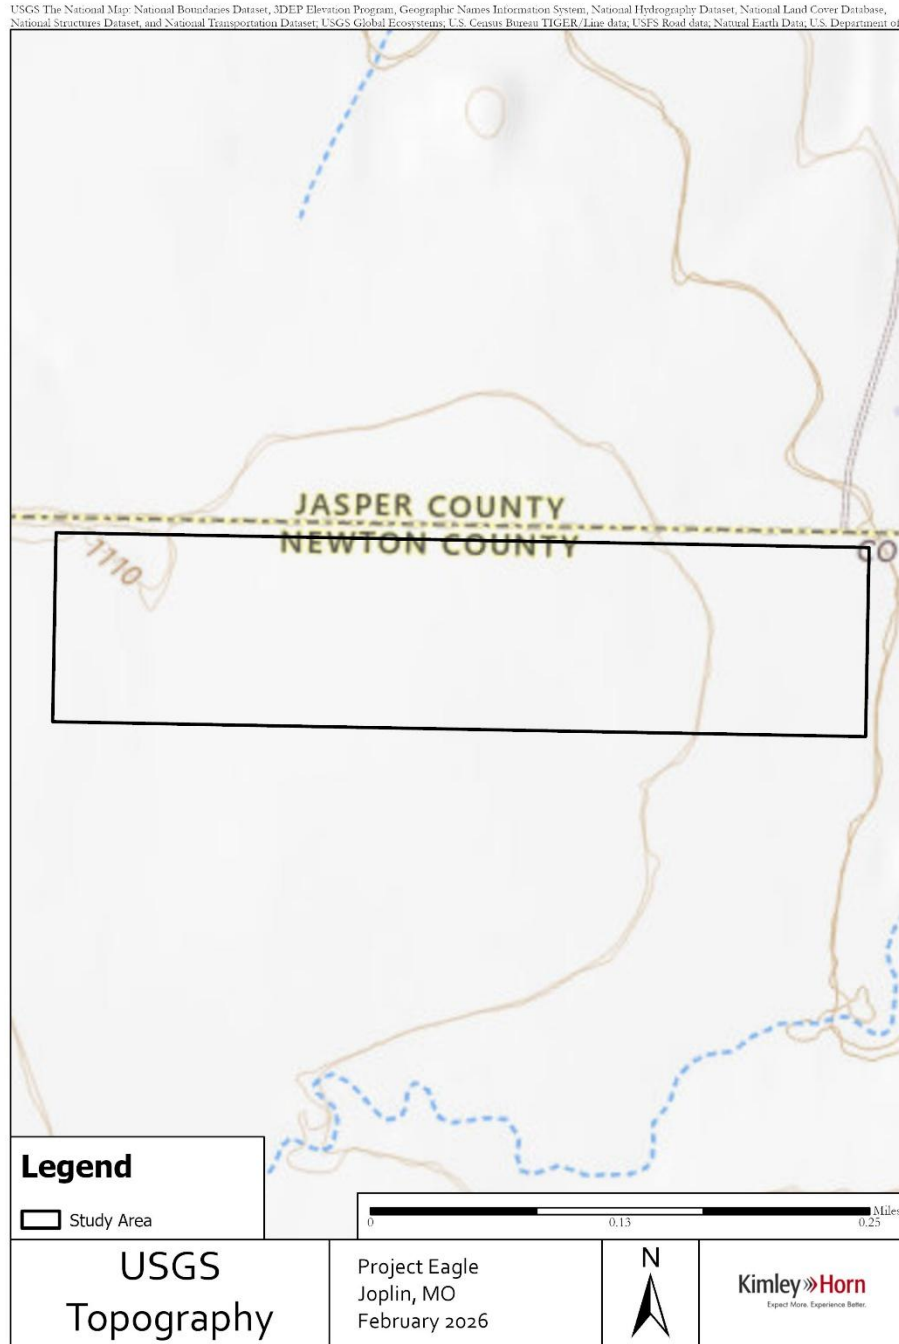 USGS The National Map: National Boundaries Dataset, 3DEP Elevation Program, Geographic Names Information System, National Hydrography Dataset, National Land Cover Database,
National Structures Dataset, and National Transportation Dataset; USGS Global Ecosystems; U.S. Census Bureau TIGER/Line data; USFS Road data; Natural Earth Data; U.S. Department of
JASPER COUNTY
NEWTON COUNTY
CO
1110
Legend
Study Area
Miles
0 0.13 0.25
USGS
Topography
Project Eagle
Joplin, MO
February 2026
N
Kimley»Horn
Expect More. Experience Better.